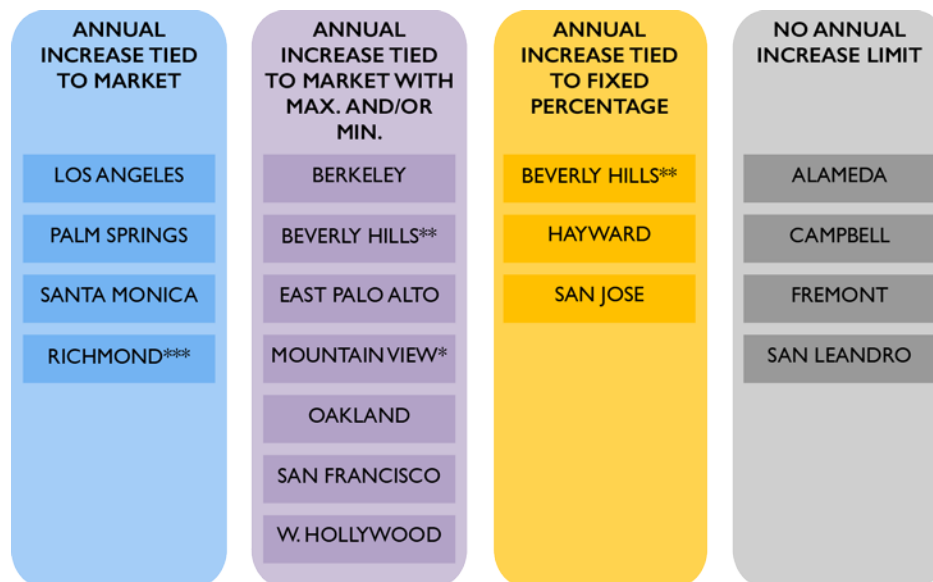 ANNUAL
INCREASE TIED
TO MARKET
LOS ANGELES
PALM SPRINGS
SANTA MONICA
RICHMOND***
ANNUAL
INCREASE TIED
TO MARKET WITH
MAX. AND/OR
MIN.
BERKELEY
BEVERLY HILLS**
EAST PALO ALTO
MOUNTAIN VIEW*
OAKLAND
SAN FRANCISCO
W. HOLLYWOOD
ANNUAL
INCREASE TIED
TO FIXED
PERCENTAGE
BEVERLY HILLS**
HAYWARD
SAN JOSE
NO ANNUAL
INCREASE LIMIT
ALAMEDA
CAMPBELL
FREMONT
SAN LEANDRO